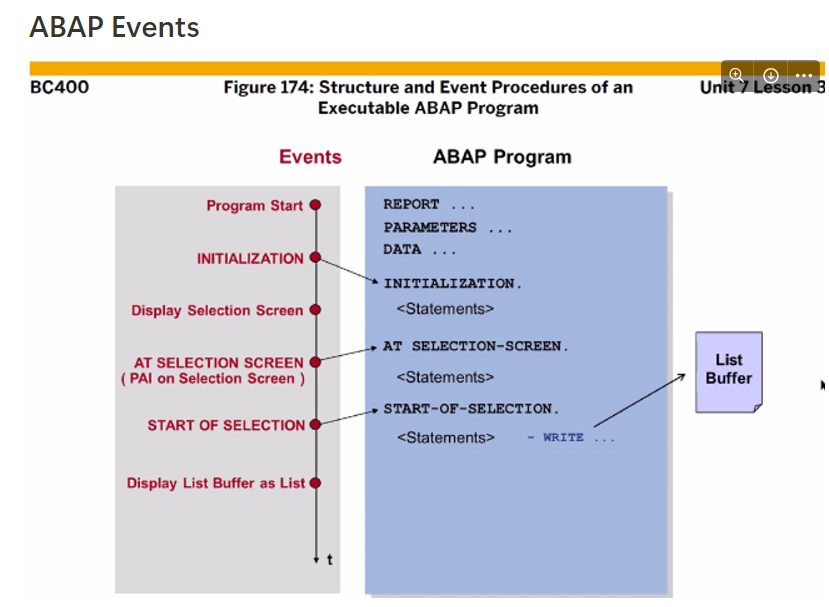 ABAP Events
BC400
Figure 174: Structure and Event Procedures of an
Executable ABAP Program
Unit 7 Lesson 3
Events
ABAP Program
Program Start
INITIALIZATION
Display Selection Screen
AT SELECTION SCREEN
( PAI on Selection Screen )
START OF SELECTION
Display List Buffer as List
t
REPORT ...
PARAMETERS ...
DATA ...
INITIALIZATION.
<Statements>
AT SELECTION-SCREEN.
<Statements>
START-OF-SELECTION.
<Statements> - WRITE ...
List
Buffer